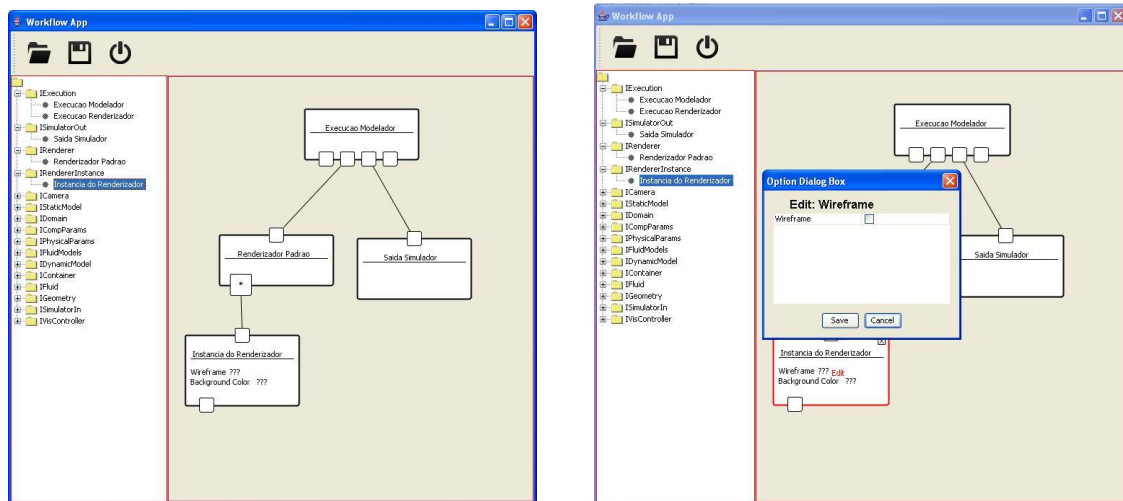 Workflow App
IExecution
Execucao Modelador
Execucao Renderizador
ISimulatorOut
Saida Simulador
IRenderer
Renderizador Padrao
IRendererInstance
Instancia do Renderizador
ICamera
IStaticModel
IDomain
ICompParams
IPhysicalParams
IFluidModels
IDynamicModel
IContainer
IFluid
IGeometry
ISimulatorIn
IVisController
Execucao Modelador
Renderizador Padrao
*
Saida Simulador
Instancia do Renderizador
Wireframe ???
Background Color ???
Workflow App
IExecution
Execucao Modelador
Execucao Renderizador
ISimulatorOut
Saida Simulador
IRenderer
Renderizador Padrao
IRendererInstance
Instancia do Renderizador
ICamera
IStaticModel
IDomain
ICompParams
IPhysicalParams
IFluidModels
IDynamicModel
IContainer
IFluid
IGeometry
ISimulatorIn
IVisController
Execucao Modelador
Option Dialog Box
Edit: Wireframe
Wireframe
Save Cancel
Saida Simulador
X
Instancia do Renderizador
Wireframe ??? Edit
Background Color ???